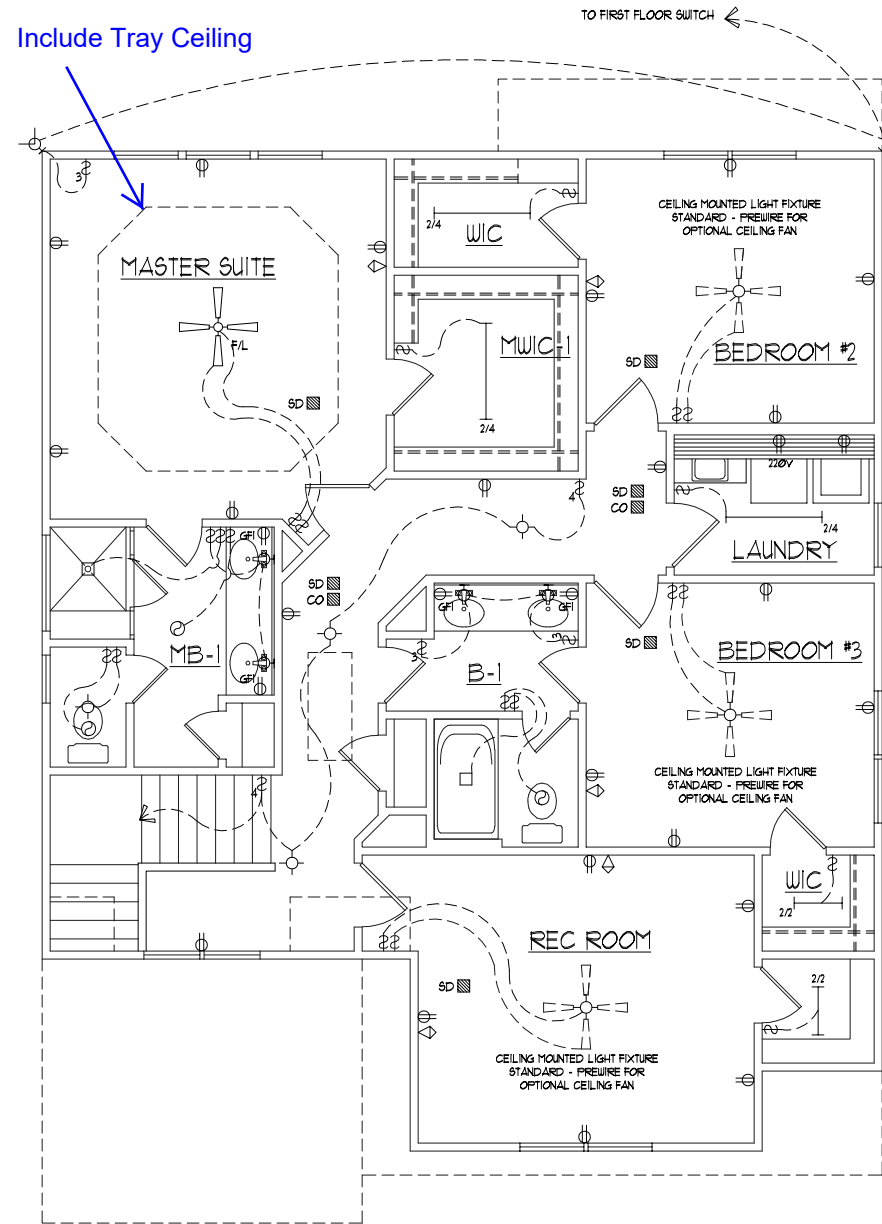 TO FIRST FLOOR SWITCH
Include Tray Ceiling
3
CEILING MOUNTED LIGHT FIXTURE
STANDARD - PREWIRE FOR
OPTIONAL CEILING FAN
2/4
WIC
MASTER SUITE
F/L
MWIC-1
BEDROOM #2
SD
SD
2/4
220V
4
SD
CO
2/4
LAUNDRY
GFI
SD
CO
GFI
GFI
SD
3
3
MB-1
B-1
BEDROOM #3
GFI
CEILING MOUNTED LIGHT FIXTURE
STANDARD - PREWIRE FOR
OPTIONAL CEILING FAN
4
WIC
2/2
REC ROOM
SD
2/2
CEILING MOUNTED LIGHT FIXTURE
STANDARD - PREWIRE FOR
OPTIONAL CEILING FAN